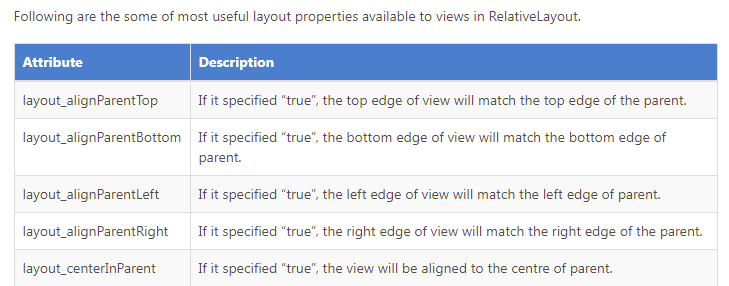 Following are the some of most useful layout properties available to views in RelativeLayout.
Attribute Description
layout_alignParentTop If it specified “true”, the top edge of view will match the top edge of the parent.
layout_alignParentBottom If it specified “true”, the bottom edge of view will match the bottom edge of
parent.
layout_alignParentLeft If it specified “true”, the left edge of view will match the left edge of parent.
layout_alignParentRight If it specified “true”, the right edge of view will match the right edge of the parent.
layout_centerInParent If it specified “true”, the view will be aligned to the centre of parent.